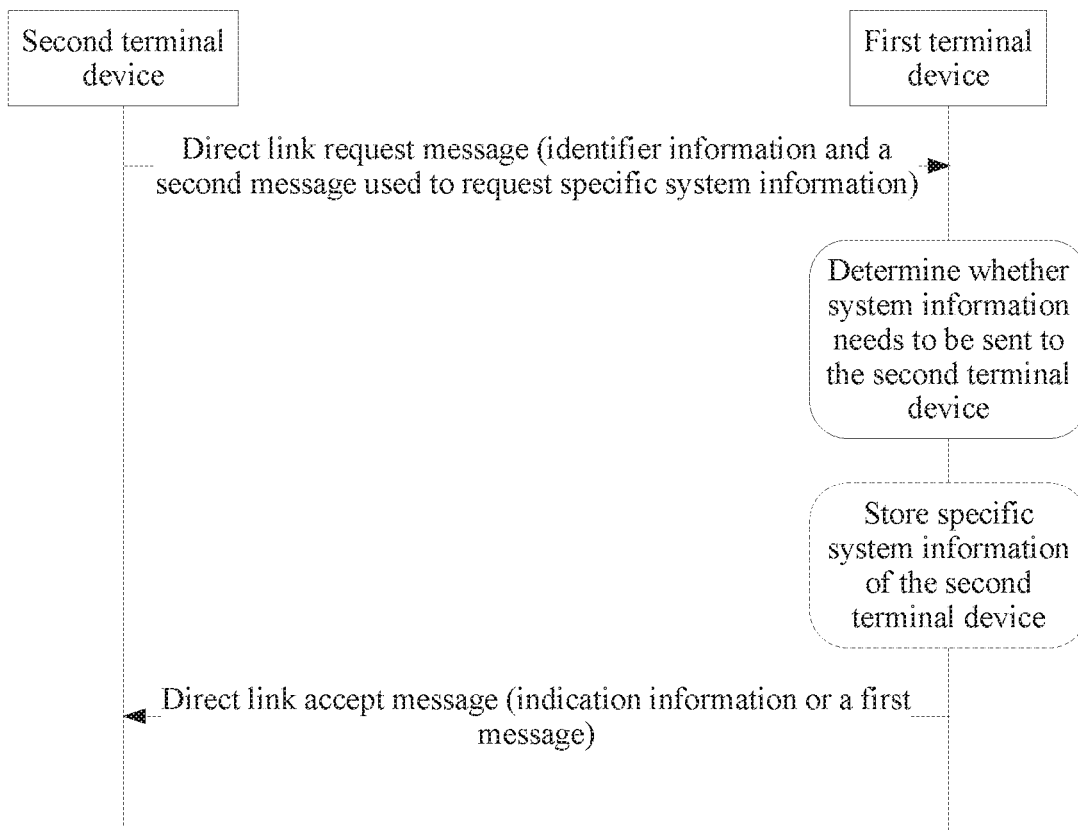 Second terminal
device
First terminal
device
Direct link request message (identifier information and a
second message used to request specific system information)
Determine whether
system information
needs to be sent to
the second terminal
device
Store specific
system information
of the second
terminal device
Direct link accept message (indication information or a first
message)